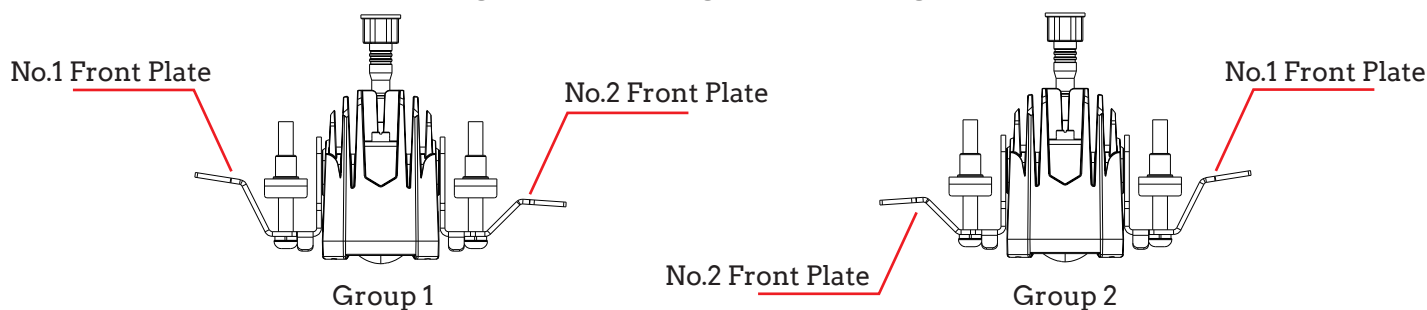 No.1 Front Plate
No.2 Front Plate
Group 1
No.1 Front Plate
No.2 Front Plate
Group 2